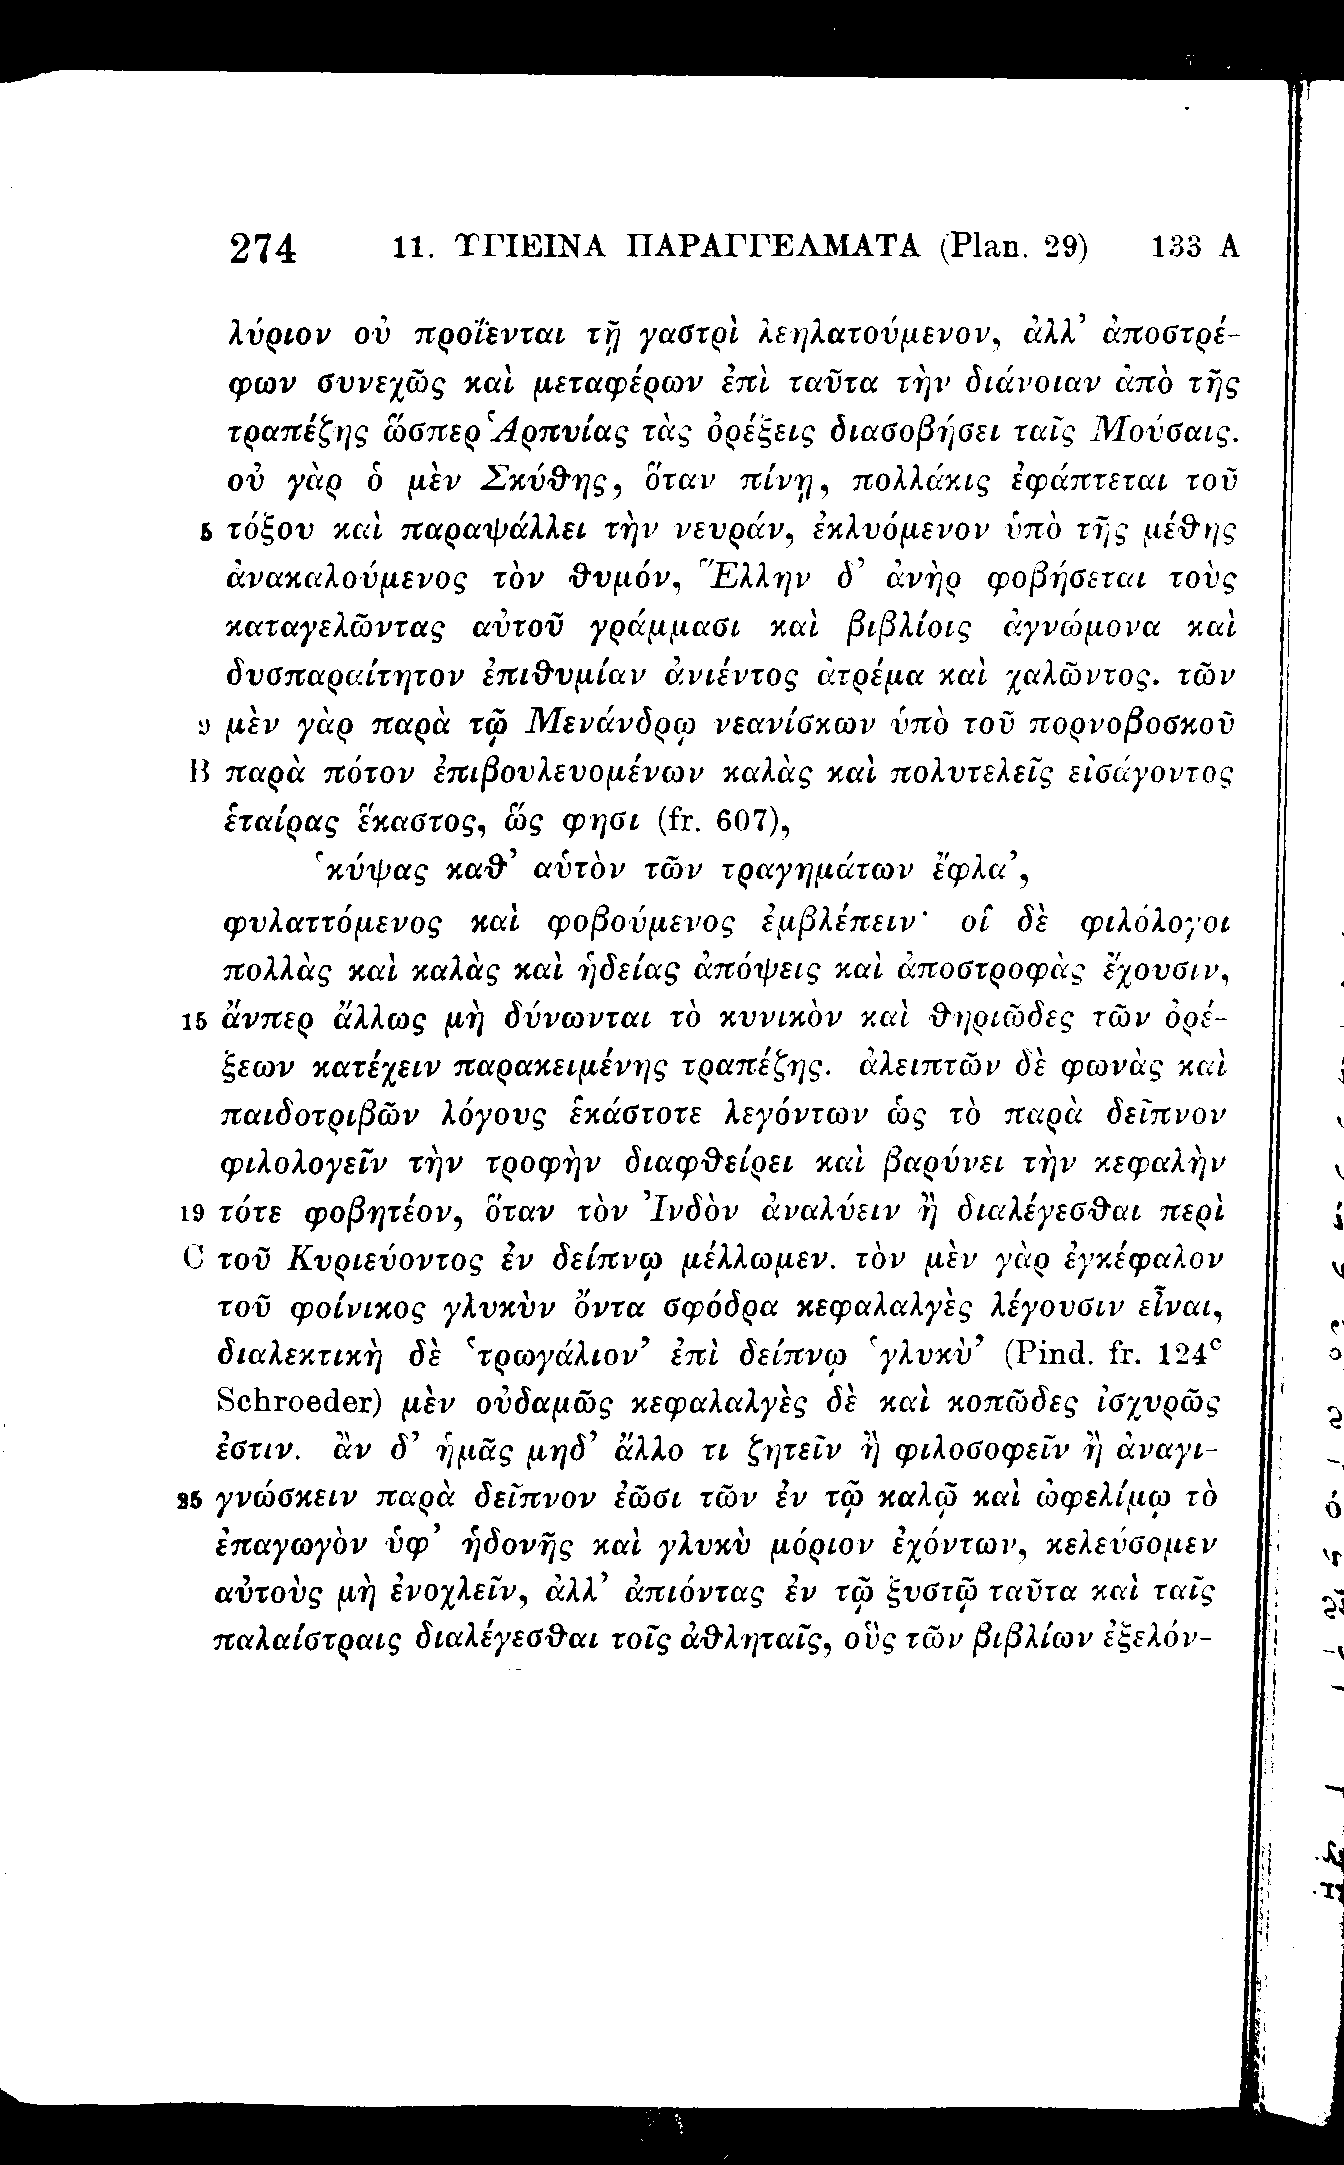 274 11. ΥΓΙΕΙΝΑ ΠΑΡΑΓΓΕΛΜΑΤΑ (Plan. 29) 133 A
λύριον οὐ προΐενται τῇ γαστρὶ λεηλατούμενον, ἀλλ’ ἀποστρέ-
φων συνεχῶς καὶ μεταφέρων ἐπὶ ταῦτα τὴν διάνοιαν ἀπὸ τῆς
τραπέζης ὥσπερ Ἁρπυίας τὰς ὀρέξεις διασοβήσει ταῖς Μούσαις.
οὐ γὰρ ὁ μὲν Σκύθης, ὅταν πίνῃ, πολλάκις ἐφάπτεται τοῦ
5 τόξου καὶ παραψάλλει τὴν νευράν, ἐκλυόμενον ὑπὸ τῆς μέθης
ἀνακαλούμενος τὸν θυμόν, Ἕλλην δ’ ἀνὴρ φοβήσεται τοὺς
καταγελῶντας αὐτοῦ γράμμασι καὶ βιβλίοις ἀγνώμονα καὶ
δυσπαραίτητον ἐπιθυμίαν ἀνιέντος ἀτρέμα καὶ χαλῶντος. τῶν
9 μὲν γὰρ παρὰ τῷ Μενάνδρῳ νεανίσκων ὑπὸ τοῦ πορνοβοσκοῦ
B παρὰ πότον ἐπιβουλευομένων καλὰς καὶ πολυτελεῖς εἰσάγοντος
ἑταίρας ἕκαστος, ὥς φησι (fr. 607),
‘κύψας καθ’ αὑτὸν τῶν τραγημάτων ἔφλα’,
φυλαττόμενος καὶ φοβούμενος ἐμβλέπειν· οἱ δὲ φιλόλογοι
πολλὰς καὶ καλὰς καὶ ἡδείας ἀπόψεις καὶ ἀποστροφὰς ἔχουσιν,
15 ἄνπερ ἄλλως μὴ δύνωνται τὸ κυνικὸν καὶ θηριῶδες τῶν ὀρέ-
ξεων κατέχειν παρακειμένης τραπέζης. ἀλειπτῶν δὲ φωνὰς καὶ
παιδοτριβῶν λόγους ἑκάστοτε λεγόντων ὡς τὸ παρὰ δεῖπνον
φιλολογεῖν τὴν τροφὴν διαφθείρει καὶ βαρύνει τὴν κεφαλὴν
19 τότε φοβητέον, ὅταν τὸν Ἰνδὸν ἀναλύειν ἢ διαλέγεσθαι περὶ
C τοῦ Κυριεύοντος ἐν δείπνῳ μέλλωμεν. τὸν μὲν γὰρ ἐγκέφαλον
τοῦ φοίνικος γλυκὺν ὄντα σφόδρα κεφαλαλγὲς λέγουσιν εἶναι,
διαλεκτικὴ δὲ ‘τρωγάλιον’ ἐπὶ δείπνῳ ‘γλυκὺ’ (Pind. fr. 124ᶜ
Schroeder) μὲν οὐδαμῶς κεφαλαλγὲς δὲ καὶ κοπῶδες ἰσχυρῶς
ἐστιν. ἂν δ’ ἡμᾶς μηδ’ ἄλλο τι ζητεῖν ἢ φιλοσοφεῖν ἢ ἀναγι-
25 γνώσκειν παρὰ δεῖπνον ἐῶσι τῶν ἐν τῷ καλῷ καὶ ὠφελίμῳ τὸ
ἐπαγωγὸν ὑφ’ ἡδονῆς καὶ γλυκὺ μόριον ἐχόντων, κελεύσομεν
αὐτοὺς μὴ ἐνοχλεῖν, ἀλλ’ ἀπιόντας ἐν τῷ ξυστῷ ταῦτα καὶ ταῖς
παλαίστραις διαλέγεσθαι τοῖς ἀθληταῖς, οὓς τῶν βιβλίων ἐξελόν-